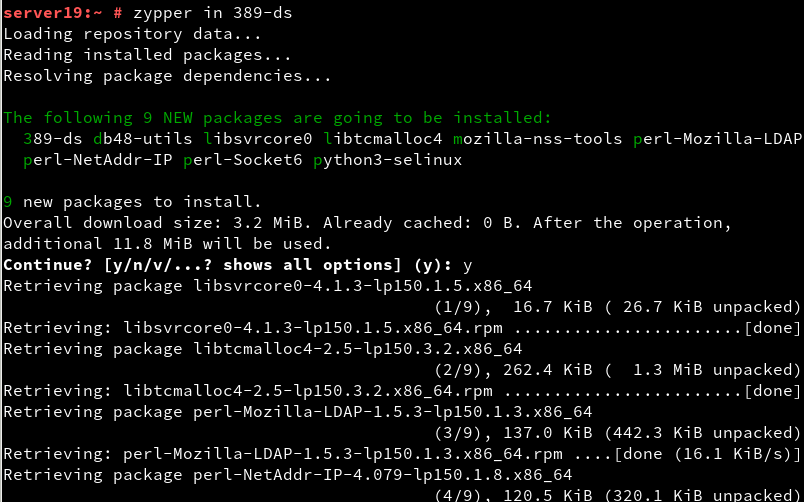 server19:~ # zypper in 389-ds
Loading repository data...
Reading installed packages...
Resolving package dependencies...
The following 9 NEW packages are going to be installed:
389-ds db48-utils libsvrcore0 libtcmalloc4 mozilla-nss-tools perl-Mozilla-LDAP
perl-NetAddr-IP perl-Socket6 python3-selinux
9 new packages to install.
Overall download size: 3.2 MiB. Already cached: 0 B. After the operation,
additional 11.8 MiB will be used.
Continue? [y/n/v/...? shows all options] (y): y
Retrieving package libsvrcore0-4.1.3-lp150.1.5.x86_64
(1/9),  16.7 KiB ( 26.7 KiB unpacked)
Retrieving: libsvrcore0-4.1.3-lp150.1.5.x86_64.rpm .......................[done]
Retrieving package libtcmalloc4-2.5-lp150.3.2.x86_64
(2/9), 262.4 KiB (  1.3 MiB unpacked)
Retrieving: libtcmalloc4-2.5-lp150.3.2.x86_64.rpm ........................[done]
Retrieving package perl-Mozilla-LDAP-1.5.3-lp150.1.3.x86_64
(3/9), 137.0 KiB (442.3 KiB unpacked)
Retrieving: perl-Mozilla-LDAP-1.5.3-lp150.1.3.x86_64.rpm ....[done (16.1 KiB/s)]
Retrieving package perl-NetAddr-IP-4.079-lp150.1.8.x86_64
(4/9), 120.5 KiB (320.1 KiB unpacked)